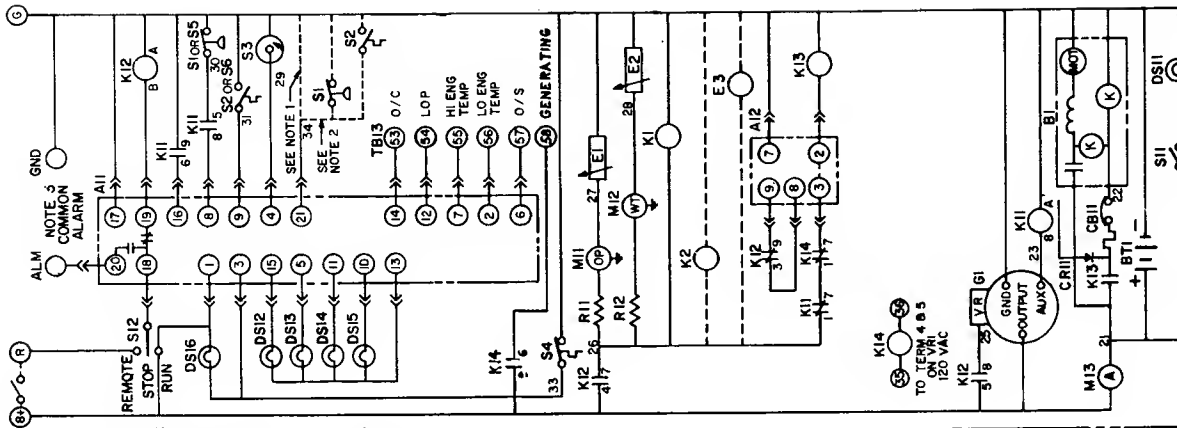 G
GND
NOTE 3
COMMON
ALARM
ALM
A11
17
19
20
18
16
8
9
4
21
K12
B A
K11
6 9
K11
8 5
S1 OR S5
30
S2 OR S6
31
S3
29
SEE NOTE 1
34
S1
S2
SEE
NOTE 2
TB13
14
53
O/C
12
54
LOP
7
55
HI ENG
TEMP
2
56
LO ENG
TEMP
6
57
O/S
58
GENERATING
1
3
15
5
11
10
13
DS16
DS12
DS13
DS14
DS15
R
B+
REMOTE
STOP
RUN
S12
K14
6
S4
33
K12
4 7
26
R11
M11
OP
27
E1
R12
M12
WT
28
E2
K1
K2
E3
A12
7
9
8
3
2
K13
K12
3 9
K14
1 7
K11
1 7
K14
35
36
TO TERM 4 & 5
ON VR1
120 VAC
K12
5 8
25
VR
G1
GND
OUTPUT
AUX
23
K11
8 A
B1
MOT
K
K
CB11
22
CR11
K13
21
M13
A
BT1
+ -
S11
DS11